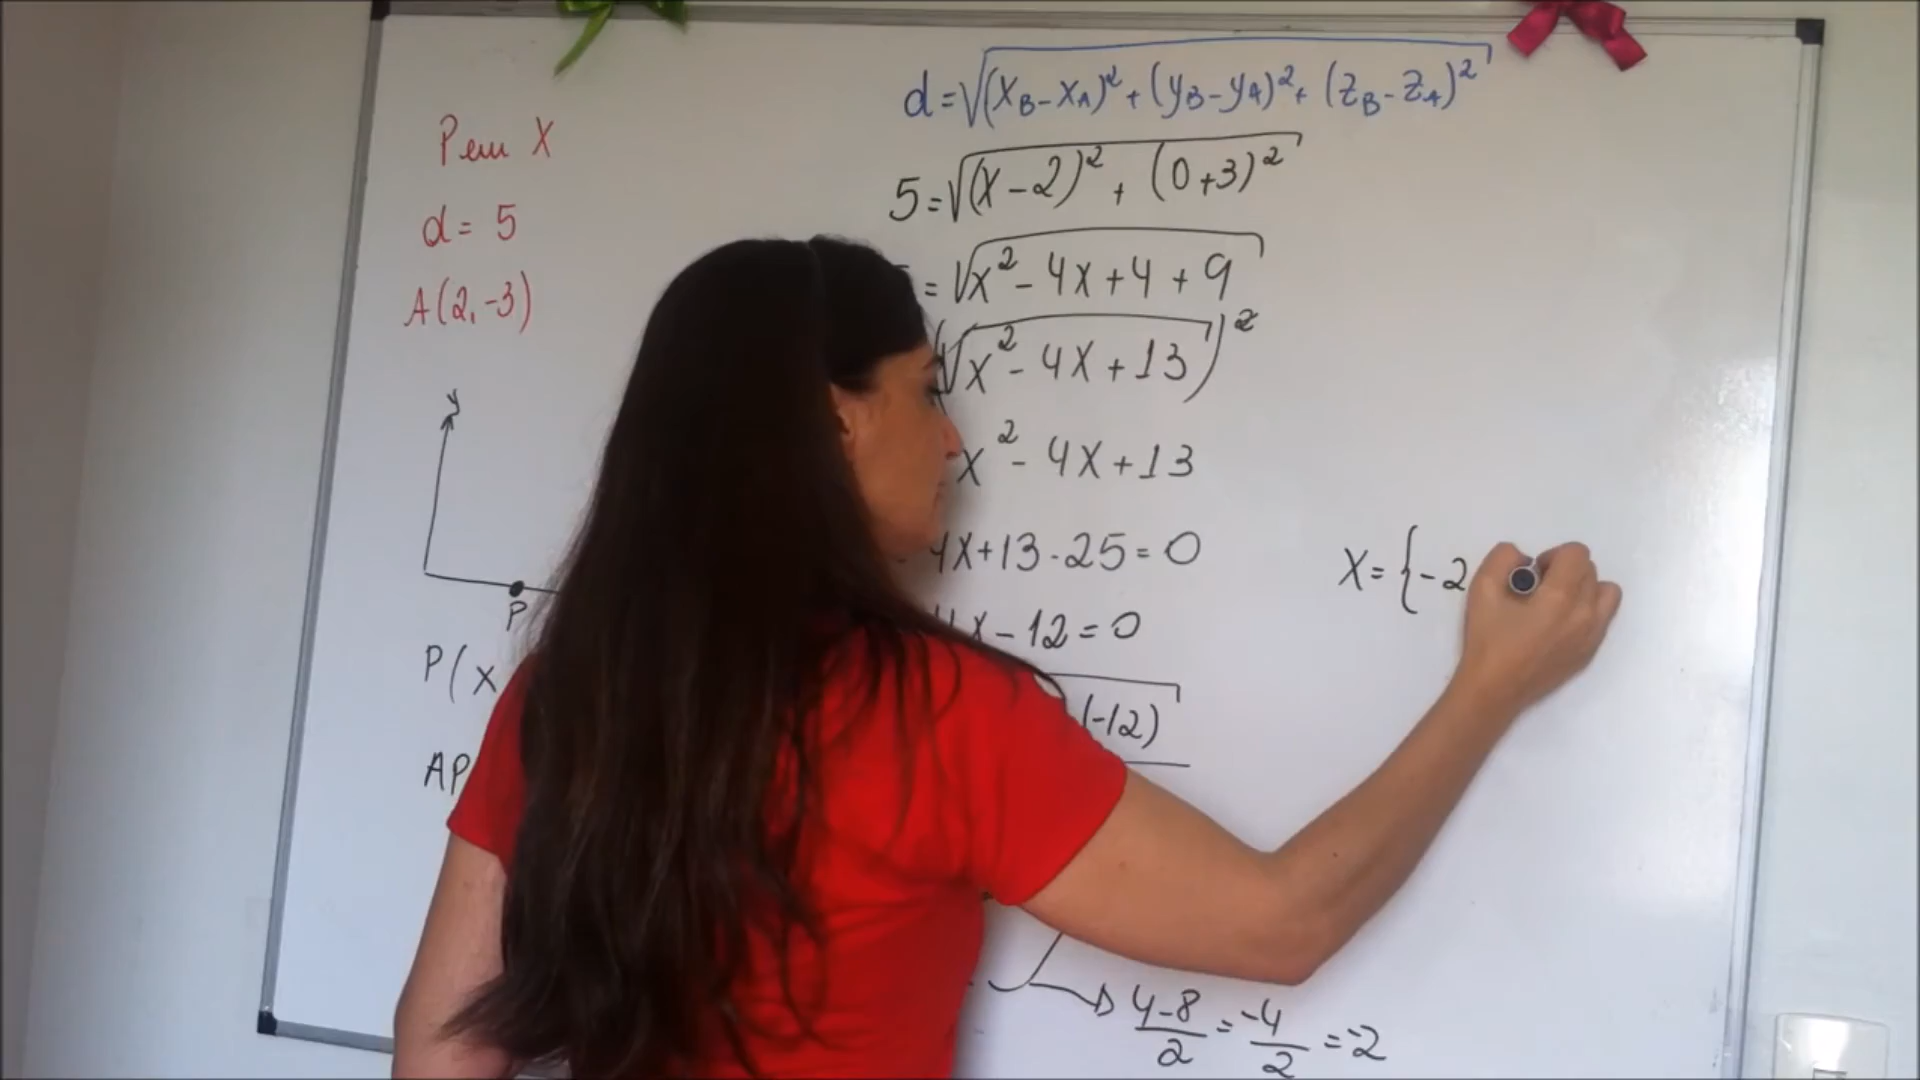 P em X
d = 5
A(2, -3)
y
P
P(x
AP
d = √(x_B - x_A)² + (y_B - y_A)² + (z_B - z_A)²
5 = √(x - 2)² + (0 + 3)²
= √x² - 4x + 4 + 9
(√x² - 4x + 13)²
x² - 4x + 13
4x + 13 - 25 = 0
4x - 12 = 0
(-12)
4 - 8 / 2 = -4 / 2 = -2
x = { -2